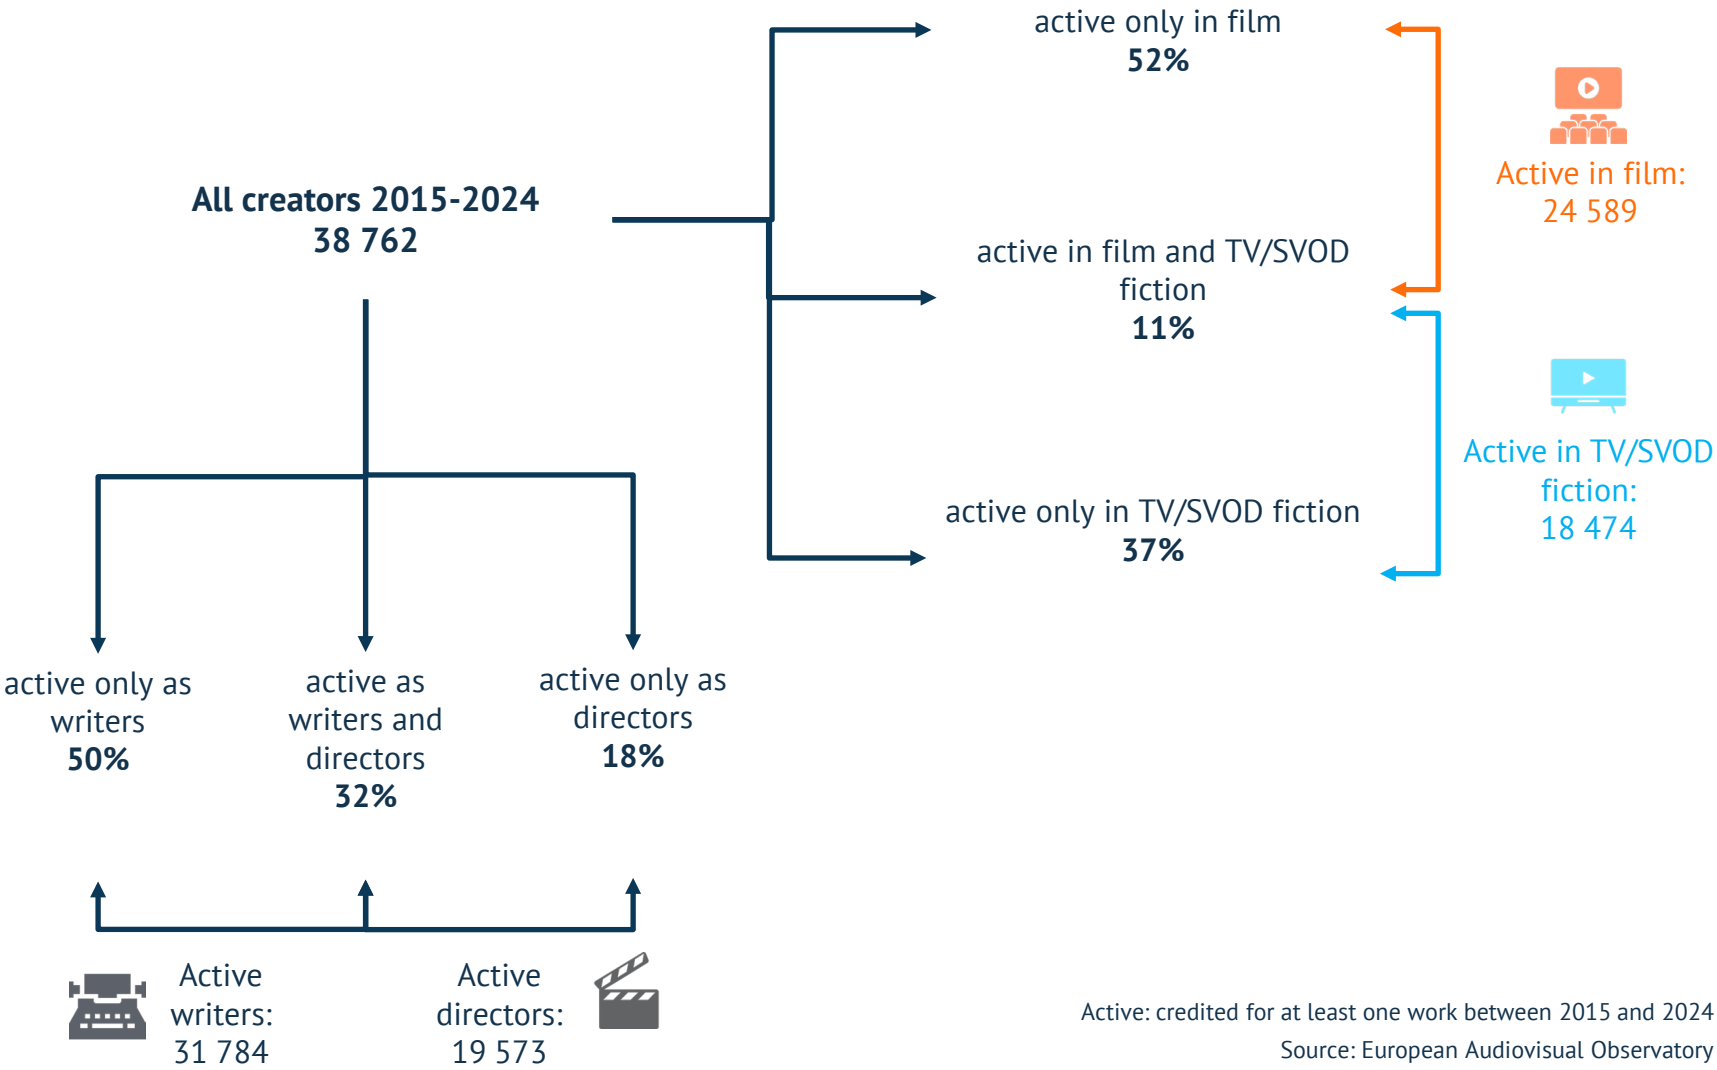 All creators 2015-2024
38 762
active only in film
52%
active in film and TV/SVOD
fiction
11%
active only in TV/SVOD fiction
37%
Active in film:
24 589
Active in TV/SVOD
fiction:
18 474
active only as
writers
50%
active as
writers and
directors
32%
active only as
directors
18%
Active
writers:
31 784
Active
directors:
19 573
Active: credited for at least one work between 2015 and 2024
Source: European Audiovisual Observatory